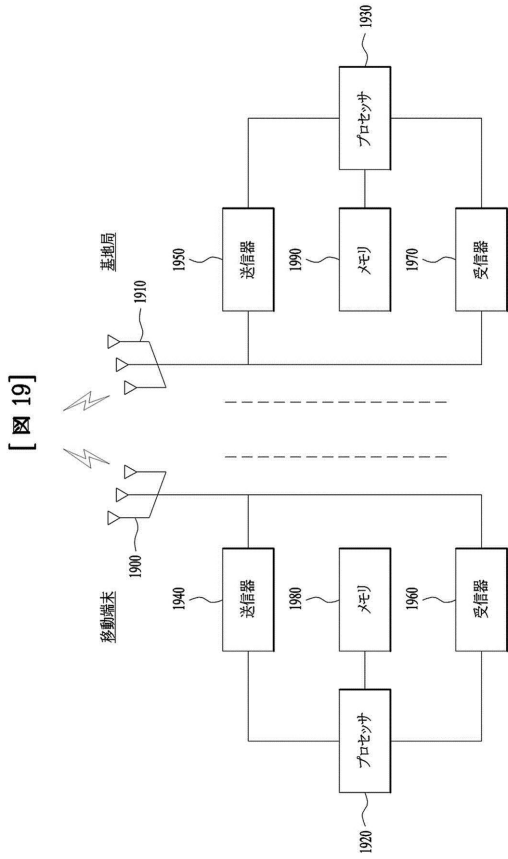 [図 19]
移動端末
基地局
1900
1910
1940
送信器
1950
送信器
1920
プロセッサ
1980
メモリ
1990
メモリ
1930
プロセッサ
1960
受信器
1970
受信器